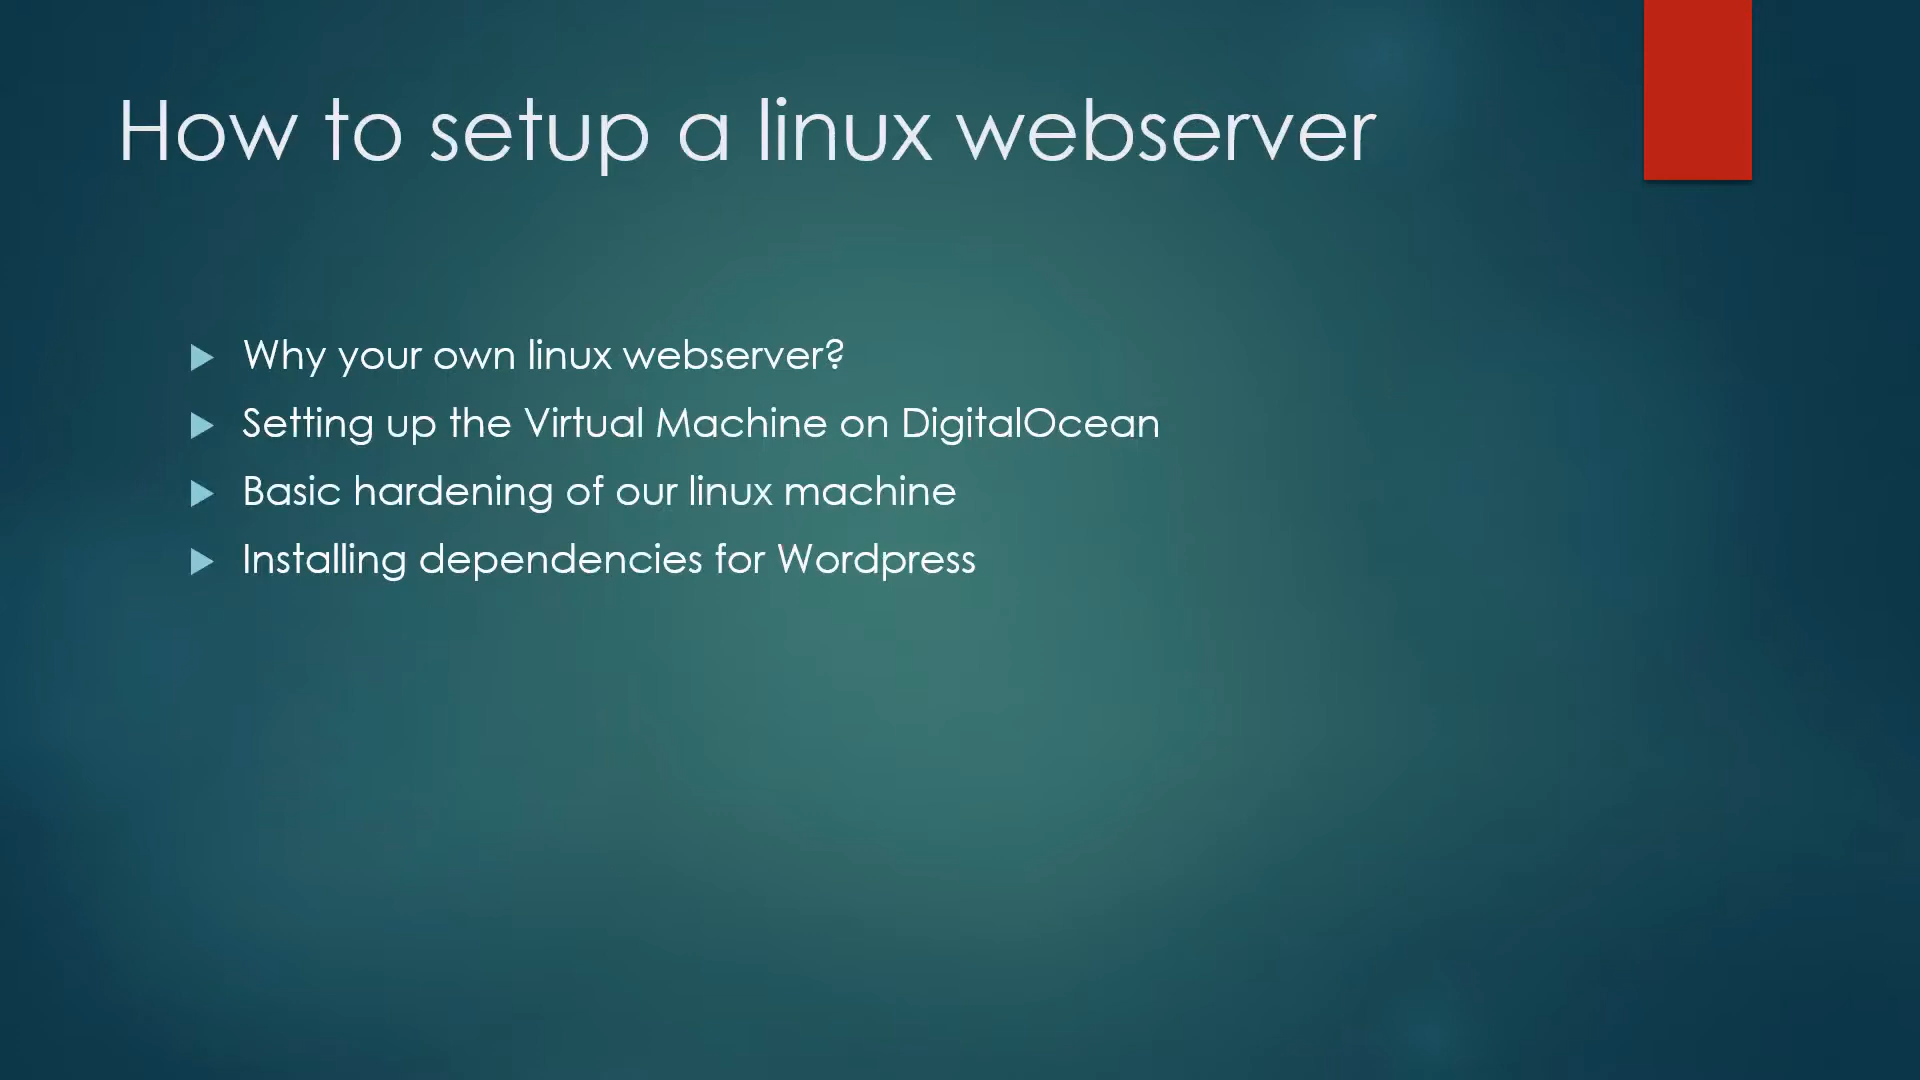 How to setup a linux webserver
Why your own linux webserver?
Setting up the Virtual Machine on DigitalOcean
Basic hardening of our linux machine
Installing dependencies for Wordpress